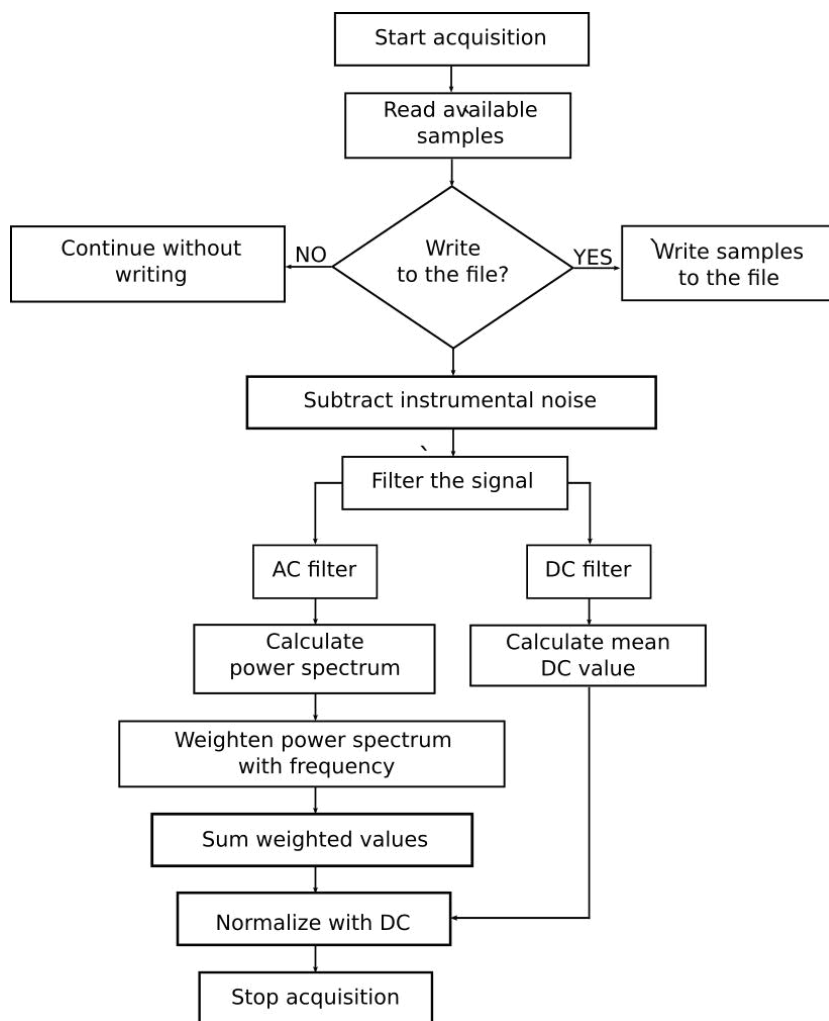 Start acquisition
Read available
samples
Continue without
writing
NO
Write
to the file?
YES
Write samples
to the file
Subtract instrumental noise
Filter the signal
AC filter
DC filter
Calculate
power spectrum
Calculate mean
DC value
Weighten power spectrum
with frequency
Sum weighted values
Normalize with DC
Stop acquisition